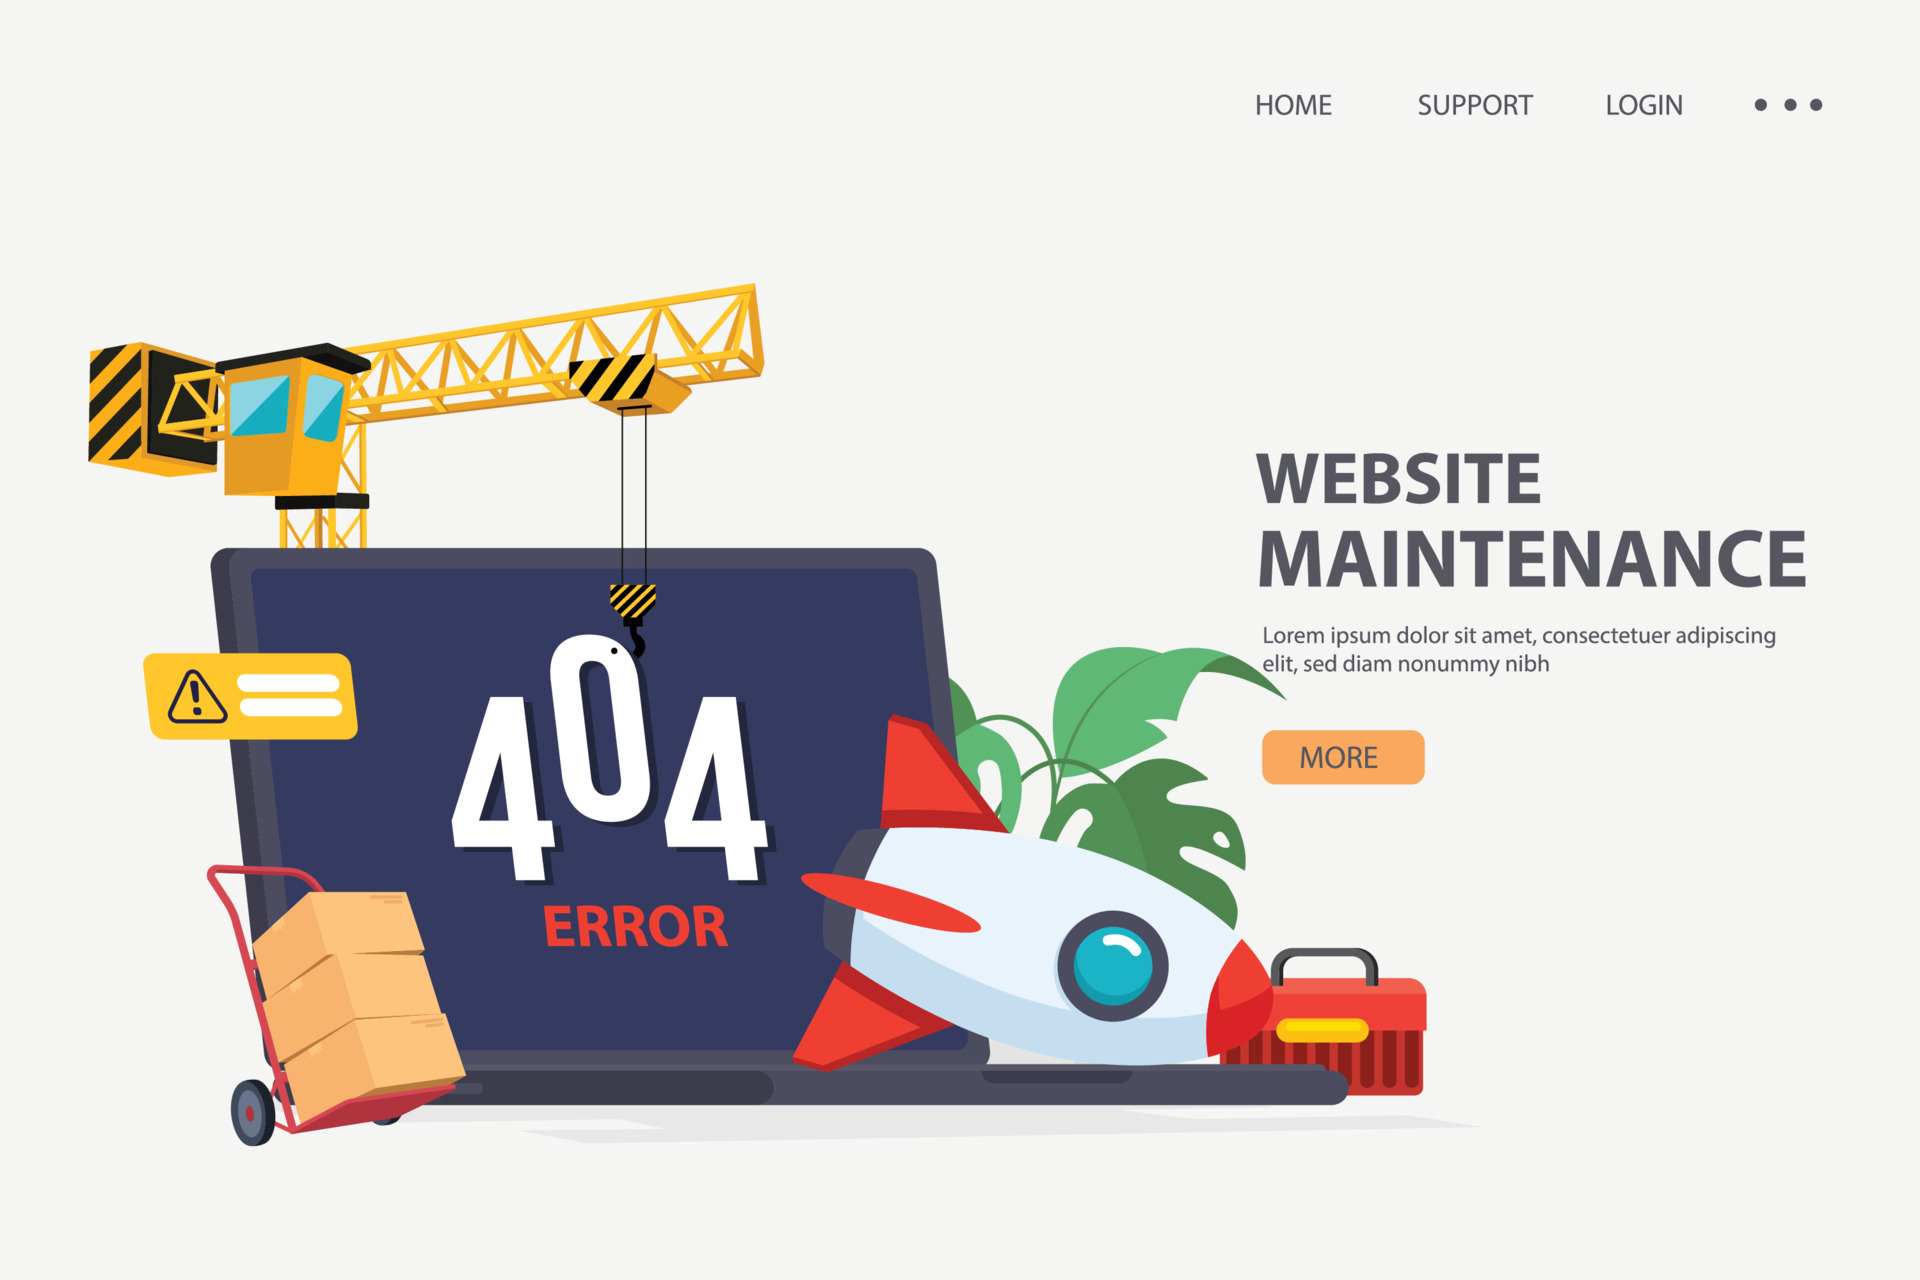 HOME SUPPORT LOGIN
WEBSITE
MAINTENANCE
Lorem ipsum dolor sit amet, consectetuer adipiscing
elit, sed diam nonummy nibh
MORE
404
ERROR